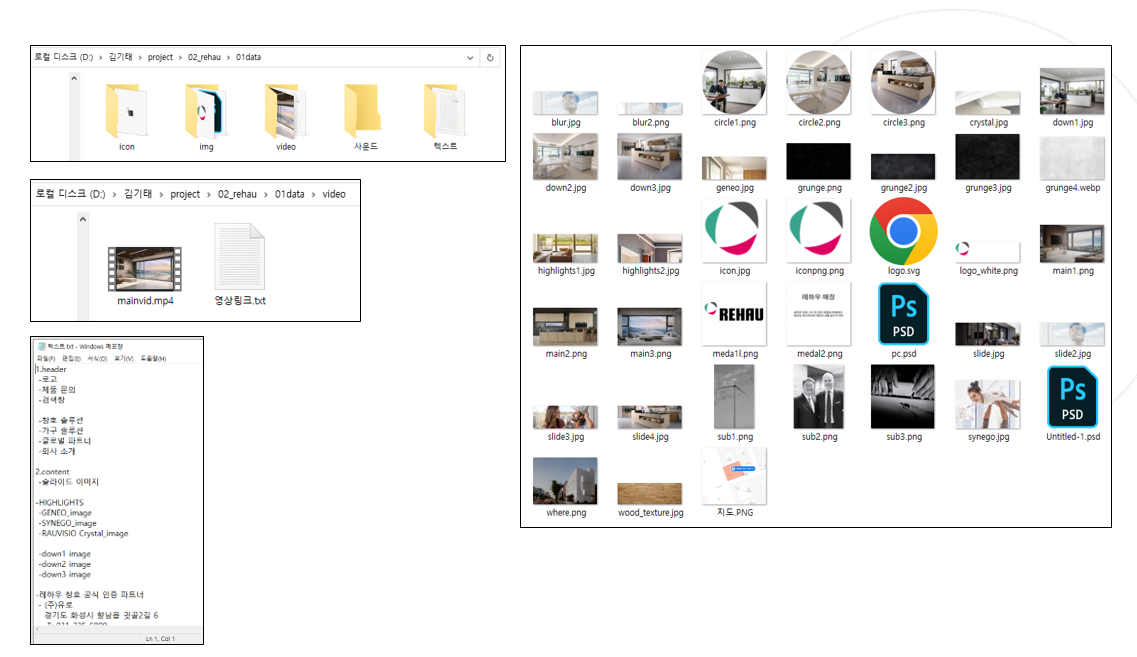 로컬 디스크 (D:) › 김기태 › project › 02_rehau › 01data
icon img video 사운드 텍스트
로컬 디스크 (D:) › 김기태 › project › 02_rehau › 01data › video
mainvid.mp4 영상링크.txt
텍스트.txt - Windows 메모장
파일(F) 편집(E) 서식(O) 보기(V) 도움말(H)
1.header
-로고
-제품 문의
-검색창
-창호 솔루션
-가구 솔루션
-글로벌 파트너
-회사 소개
2.content
-슬라이드 이미지
-HIGHLIGHTS
-GENEO_image
-SYNEGO_image
-RAUVISIO Crystal_image
-down1 image
-down2 image
-down3 image
-레하우 창호 공식 인증 파트너
- (주)유로
경기도 화성시 향남읍 귓골2길 6
Ln 1, Col 1
blur.jpg blur2.png circle1.png circle2.png circle3.png crystal.jpg down1.jpg
down2.jpg down3.jpg geneo.jpg grunge.png grunge2.jpg grunge3.jpg grunge4.webp
highlights1.jpg highlights2.jpg icon.jpg iconpng.png logo.svg logo_white.png main1.png
REHAU
레하우 매장
Ps
PSD
main2.png main3.png meda1l.png medal2.png pc.psd slide.jpg slide2.jpg
Ps
PSD
slide3.jpg slide4.jpg sub1.png sub2.png sub3.png synego.jpg Untitled-1.psd
where.png wood_texture.jpg 지도.PNG